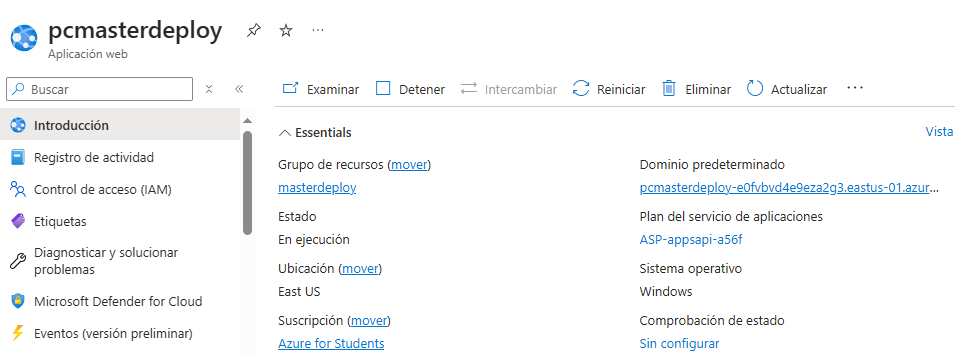 pcmasterdeploy
Aplicación web
Buscar
Examinar
Detener
Intercambiar
Reiniciar
Eliminar
Actualizar
Introducción
Registro de actividad
Control de acceso (IAM)
Etiquetas
Diagnosticar y solucionar
problemas
Microsoft Defender for Cloud
Eventos (versión preliminar)
Essentials
Vista
Grupo de recursos (mover)
masterdeploy
Estado
En ejecución
Ubicación (mover)
East US
Suscripción (mover)
Azure for Students
Dominio predeterminado
pcmasterdeploy-e0fvbvd4e9eza2g3.eastus-01.azur...
Plan del servicio de aplicaciones
ASP-appsapi-a56f
Sistema operativo
Windows
Comprobación de estado
Sin configurar